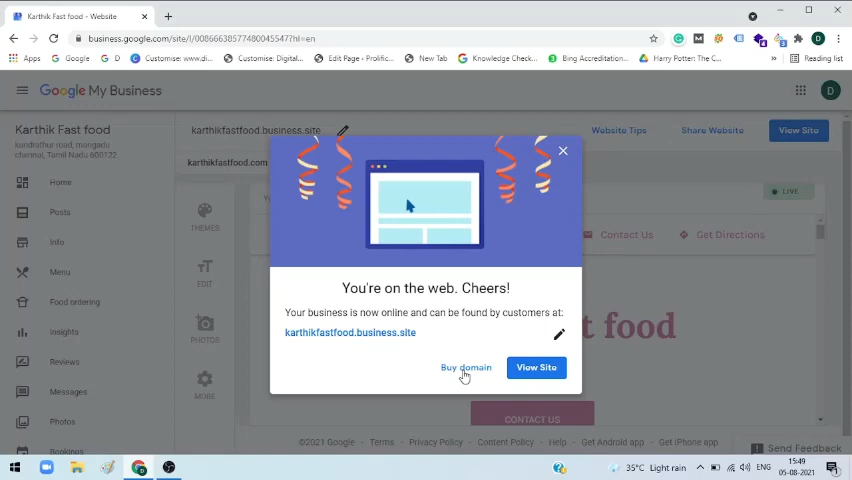 Karthik Fast food - Website
business.google.com/site/l/00866638577480045547?hl=en
Apps
Google
G D
Customise: www.di...
Customise: Digital...
Edit Page - Prolific...
New Tab
Knowledge Check...
Bing Accreditation...
Harry Potter: The C...
»
Reading list
Google My Business
D
Karthik Fast food
kundrathur road, mangadu
chennai, Tamil Nadu 600122
karthikfastfood.business.site
Website Tips
Share Website
View Site
karthikfastfood.com
LIVE
Home
Posts
Info
Menu
Food ordering
Insights
Reviews
Messages
Photos
Bookings
THEMES
EDIT
PHOTOS
MORE
Contact Us
Get Directions
t food
CONTACT US
You're on the web. Cheers!
Your business is now online and can be found by customers at:
karthikfastfood.business.site
Buy domain
View Site
©2021 Google
Terms
Privacy Policy
Content Policy
Help
Get Android app
Get iPhone app
Send Feedback
35°C Light rain
ENG
15:49
05-08-2021